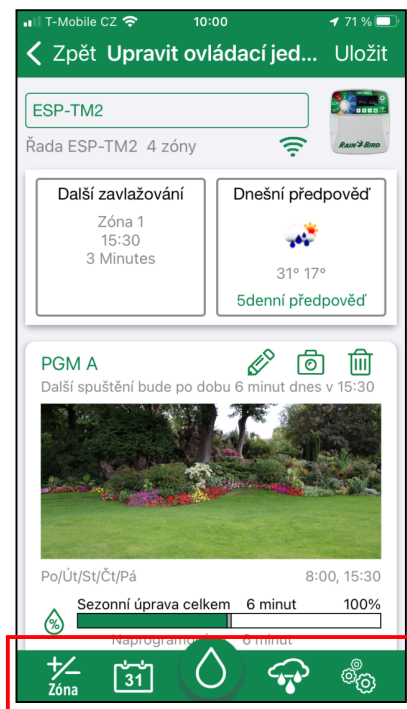 T-Mobile CZ 10:00 71 %
Zpět Upravit ovládací jed... Uložit
ESP-TM2
Řada ESP-TM2 4 zóny
RAIN BIRD
Další zavlažování
Zóna 1
15:30
3 Minutes
Dnešní předpověď
31° 17°
5denní předpověď
PGM A
Další spuštění bude po dobu 6 minut dnes v 15:30
Po/Út/St/Čt/Pá 8:00, 15:30
Sezonní úprava celkem 6 minut 100%
%
6 minut
+/-
Zóna
31